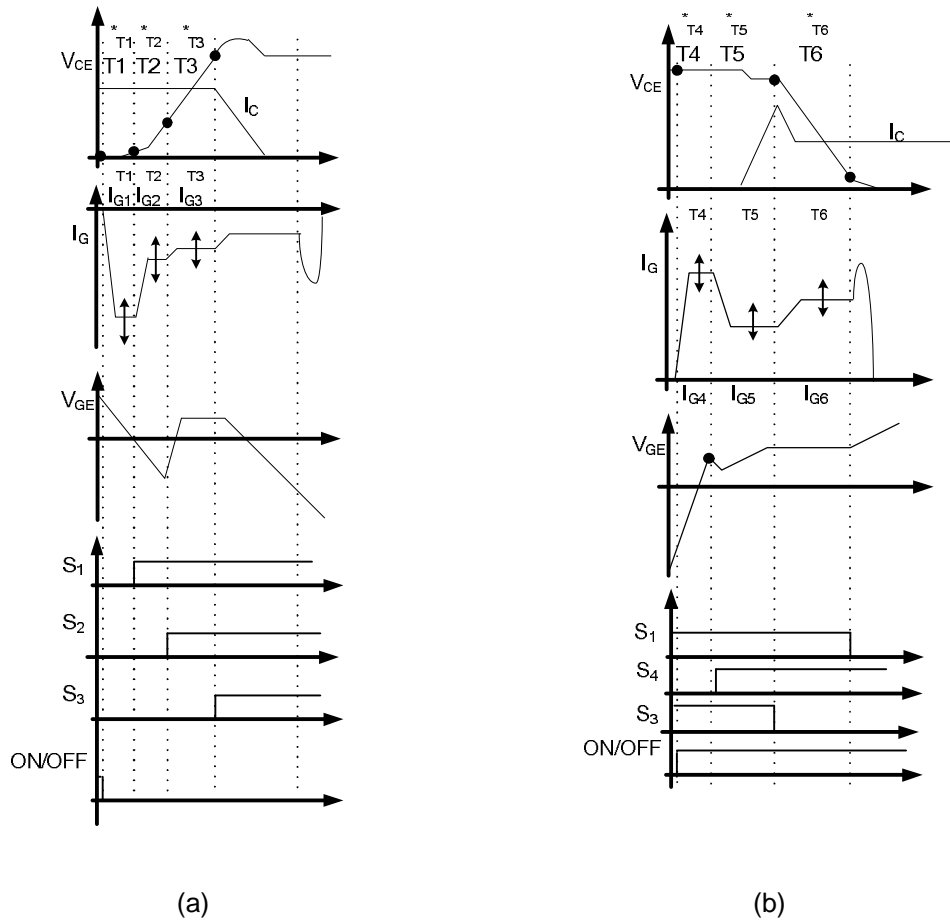 * T1 * T2 * T3
VCE T1 T2 T3
IC
T1 T2 T3
IG1 IG2 IG3
IG
VGE
S1
S2
S3
ON/OFF
(a)
* T4 * T5 * T6
T4 T5 T6
VCE
IC
T4 T5 T6
IG
IG4 IG5 IG6
VGE
S1
S4
S3
ON/OFF
(b)